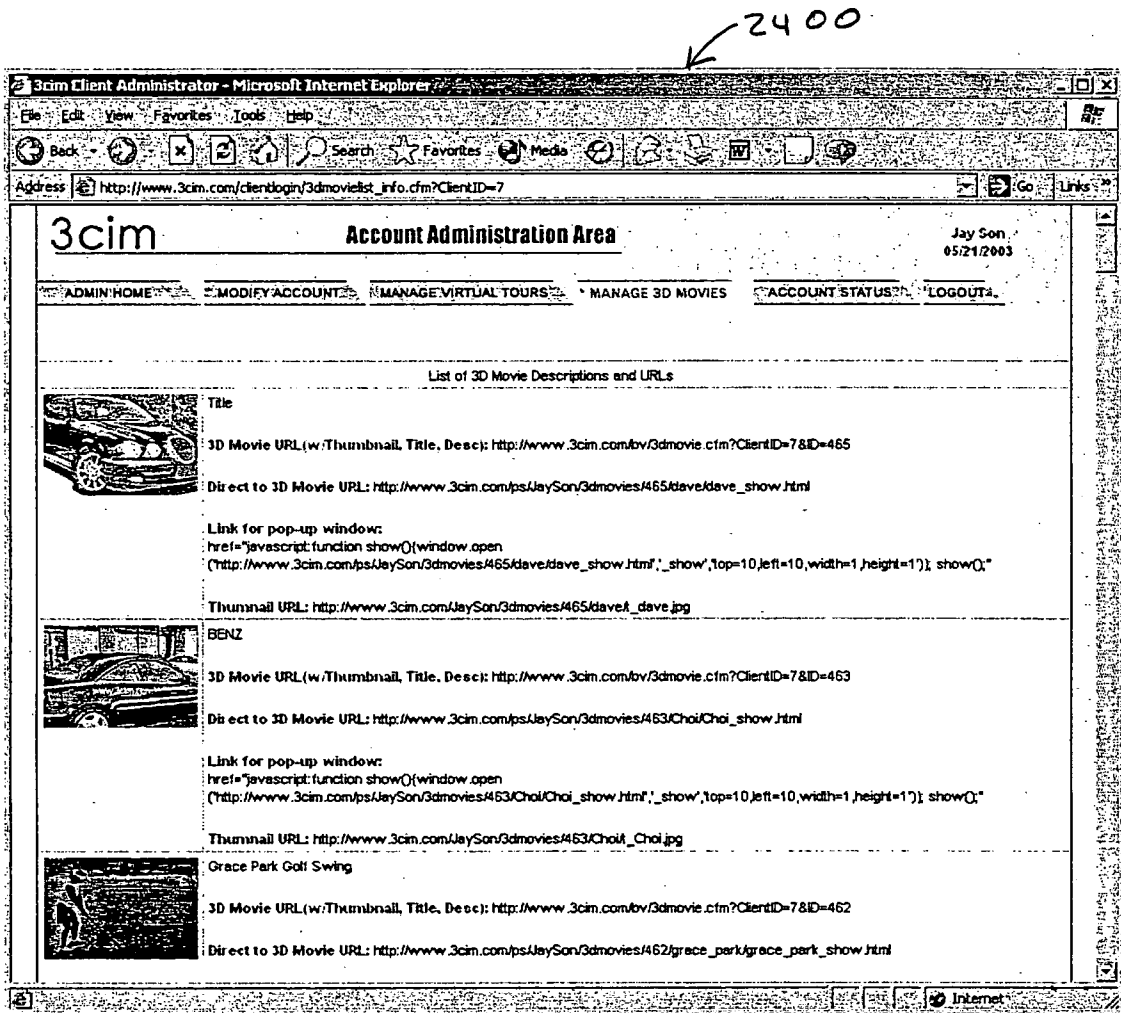 2400
3cim Client Administrator - Microsoft Internet Explorer
File Edit View Favorites Tools Help
Back Search Favorites Media W
Address http://www.3cim.com/clientlogin/3dmovielist_info.cfm?ClientID=7 Go Links »
3cim Account Administration Area Jay Son
05/21/2003
ADMIN HOME MODIFY ACCOUNT MANAGE VIRTUAL TOURS MANAGE 3D MOVIES ACCOUNT STATUS LOGOUT
List of 3D Movie Descriptions and URLs
Title
3D Movie URL(w/Thumbnail, Title, Desc): http://www.3cim.com/bv/3dmovie.cfm?ClientID=7&ID=465
Direct to 3D Movie URL: http://www.3cim.com/ps/JaySon/3dmovies/465/dave/dave_show.html
Link for pop-up window:
href="javascript:function show(){window.open
('http://www.3cim.com/ps/JaySon/3dmovies/465/dave/dave_show.html','_show','top=10,left=10,width=1,height=1')}; show();"
Thumnail URL: http://www.3cim.com/JaySon/3dmovies/465/dave/t_dave.jpg
BENZ
3D Movie URL(w/Thumbnail, Title, Desc): http://www.3cim.com/bv/3dmovie.cfm?ClientID=7&ID=463
Direct to 3D Movie URL: http://www.3cim.com/ps/JaySon/3dmovies/463/Choi/Choi_show.html
Link for pop-up window:
href="javascript:function show(){window.open
('http://www.3cim.com/ps/JaySon/3dmovies/463/Choi/Choi_show.html','_show','top=10,left=10,width=1,height=1')}; show();"
Thumnail URL: http://www.3cim.com/JaySon/3dmovies/463/Choi/t_Choi.jpg
Grace Park Golf Swing
3D Movie URL(w/Thumbnail, Title, Desc): http://www.3cim.com/bv/3dmovie.cfm?ClientID=7&ID=462
Direct to 3D Movie URL: http://www.3cim.com/ps/JaySon/3dmovies/462/grace_park/grace_park_show.html
Internet